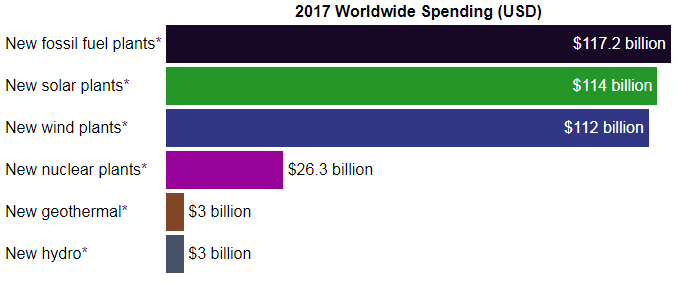 2017 Worldwide Spending (USD)
New fossil fuel plants* $117.2 billion
New solar plants* $114 billion
New wind plants* $112 billion
New nuclear plants* $26.3 billion
New geothermal* $3 billion
New hydro* $3 billion